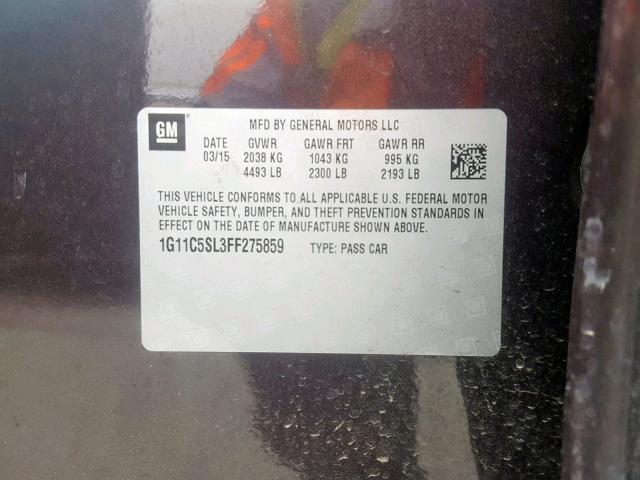 GM
MFD BY GENERAL MOTORS LLC
DATE GVWR GAWR FRT GAWR RR
03/15 2038 KG 1043 KG 995 KG
4493 LB 2300 LB 2193 LB
THIS VEHICLE CONFORMS TO ALL APPLICABLE U.S. FEDERAL MOTOR
VEHICLE SAFETY, BUMPER, AND THEFT PREVENTION STANDARDS IN
EFFECT ON THE DATE OF MANUFACTURE SHOWN ABOVE.
1G11C5SL3FF275859 TYPE: PASS CAR